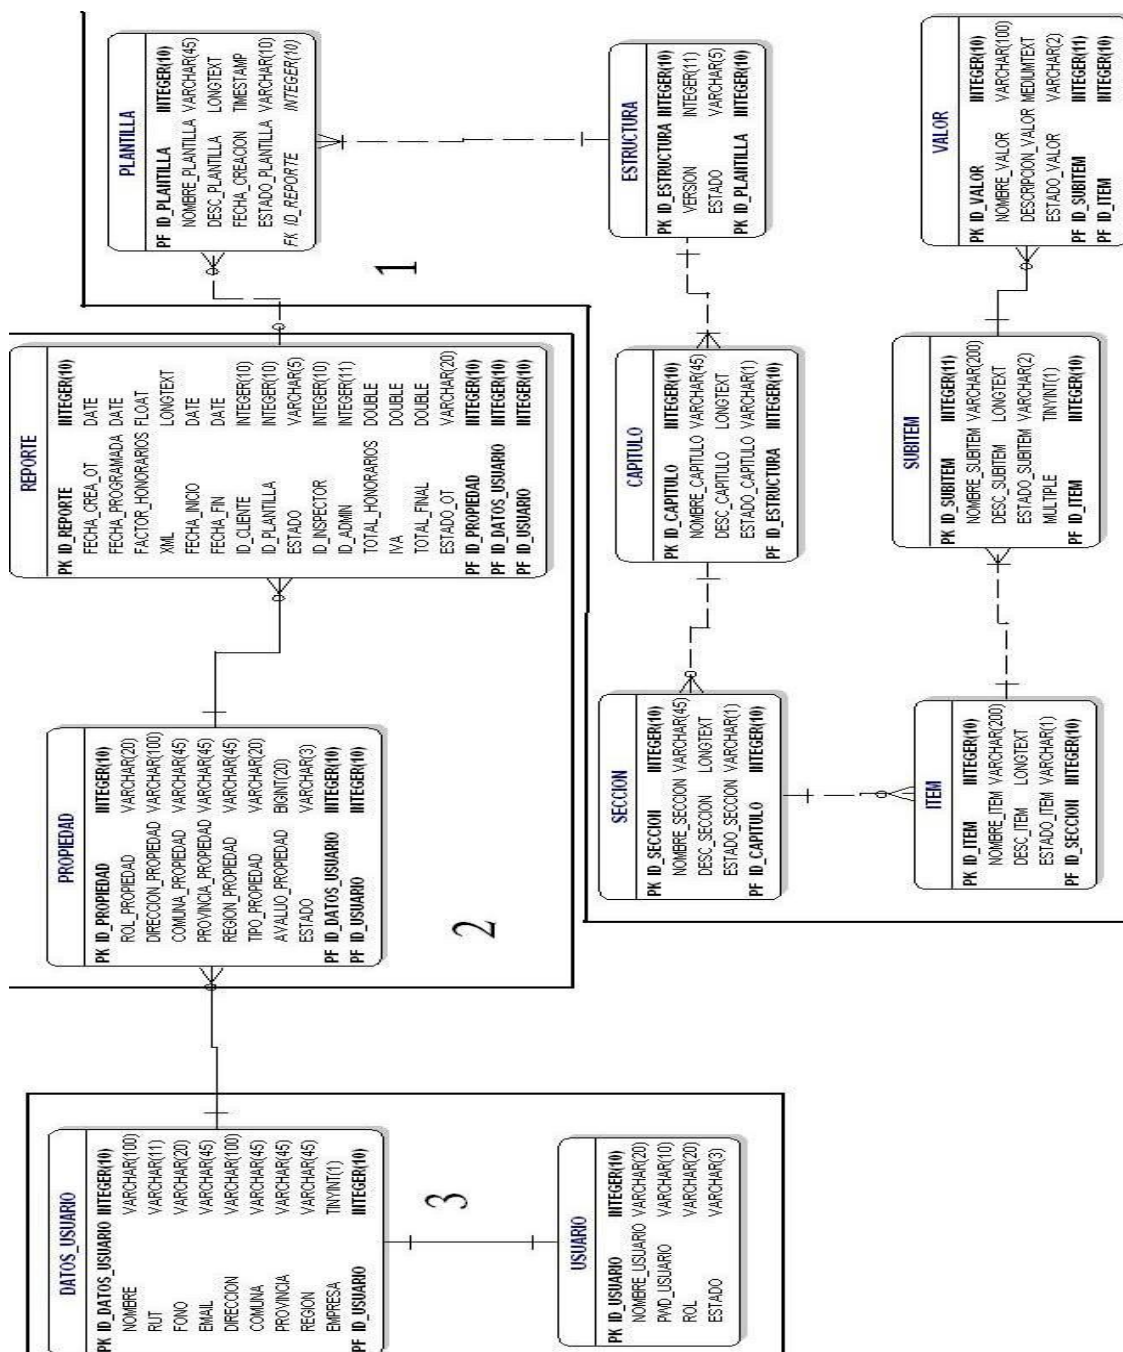 DATOS_USUARIO
PK ID_DATOS_USUARIO INTEGER(10)
NOMBRE VARCHAR(100)
RUT VARCHAR(11)
FONO VARCHAR(20)
EMAIL VARCHAR(45)
DIRECCION VARCHAR(100)
COMUNA VARCHAR(45)
PROVINCIA VARCHAR(45)
REGION VARCHAR(45)
EMPRESA TINYINT(1)
PF ID_USUARIO INTEGER(10)
3
USUARIO
PK ID_USUARIO INTEGER(10)
NOMBRE_USUARIO VARCHAR(20)
PWD_USUARIO VARCHAR(10)
ROL VARCHAR(20)
ESTADO VARCHAR(3)
PROPIEDAD
PK ID_PROPIEDAD INTEGER(10)
ROL_PROPIEDAD VARCHAR(20)
DIRECCION_PROPIEDAD VARCHAR(100)
COMUNA_PROPIEDAD VARCHAR(45)
PROVINCIA_PROPIEDAD VARCHAR(45)
REGION_PROPIEDAD VARCHAR(45)
TIPO_PROPIEDAD VARCHAR(20)
AVALUO_PROPIEDAD BIGINT(20)
ESTADO VARCHAR(3)
PF ID_DATOS_USUARIO INTEGER(10)
PF ID_USUARIO INTEGER(10)
2
REPORTE
PK ID_REPORTE INTEGER(10)
FECHA_CREA_OT DATE
FECHA_PROGRAMADA DATE
FACTOR_HONORARIOS FLOAT
XML LONGTEXT
FECHA_INICIO DATE
FECHA_FIN DATE
ID_CLIENTE INTEGER(10)
ID_PLANTILLA INTEGER(10)
ESTADO VARCHAR(5)
ID_INSPECTOR INTEGER(10)
ID_ADMIN INTEGER(11)
TOTAL_HONORARIOS DOUBLE
IVA DOUBLE
TOTAL_FINAL DOUBLE
ESTADO_OT VARCHAR(20)
PF ID_PROPIEDAD INTEGER(10)
PF ID_DATOS_USUARIO INTEGER(10)
PF ID_USUARIO INTEGER(10)
PLANTILLA
PF ID_PLANTILLA INTEGER(10)
NOMBRE_PLANTILLA VARCHAR(45)
DESC_PLANTILLA LONGTEXT
FECHA_CREACION TIMESTAMP
ESTADO_PLANTILLA VARCHAR(10)
FK ID_REPORTE INTEGER(10)
1
ESTRUCTURA
PK ID_ESTRUCTURA INTEGER(10)
VERSION INTEGER(11)
ESTADO VARCHAR(5)
PK ID_PLANTILLA INTEGER(10)
CAPITULO
PK ID_CAPITULO INTEGER(10)
NOMBRE_CAPITULO VARCHAR(45)
DESC_CAPITULO LONGTEXT
ESTADO_CAPITULO VARCHAR(1)
PF ID_ESTRUCTURA INTEGER(10)
SECCION
PK ID_SECCION INTEGER(10)
NOMBRE_SECCION VARCHAR(45)
DESC_SECCION LONGTEXT
ESTADO_SECCION VARCHAR(1)
PF ID_CAPITULO INTEGER(10)
ITEM
PK ID_ITEM INTEGER(10)
NOMBRE_ITEM VARCHAR(200)
DESC_ITEM LONGTEXT
ESTADO_ITEM VARCHAR(1)
PF ID_SECCION INTEGER(10)
SUBITEM
PK ID_SUBITEM INTEGER(11)
NOMBRE_SUBITEM VARCHAR(200)
DESC_SUBITEM LONGTEXT
ESTADO_SUBITEM VARCHAR(2)
MULTIPLE TINYINT(1)
PF ID_ITEM INTEGER(10)
VALOR
PK ID_VALOR INTEGER(10)
NOMBRE_VALOR VARCHAR(100)
DESCRIPCION_VALOR MEDIUMTEXT
ESTADO_VALOR VARCHAR(2)
PF ID_SUBITEM INTEGER(11)
PF ID_ITEM INTEGER(10)